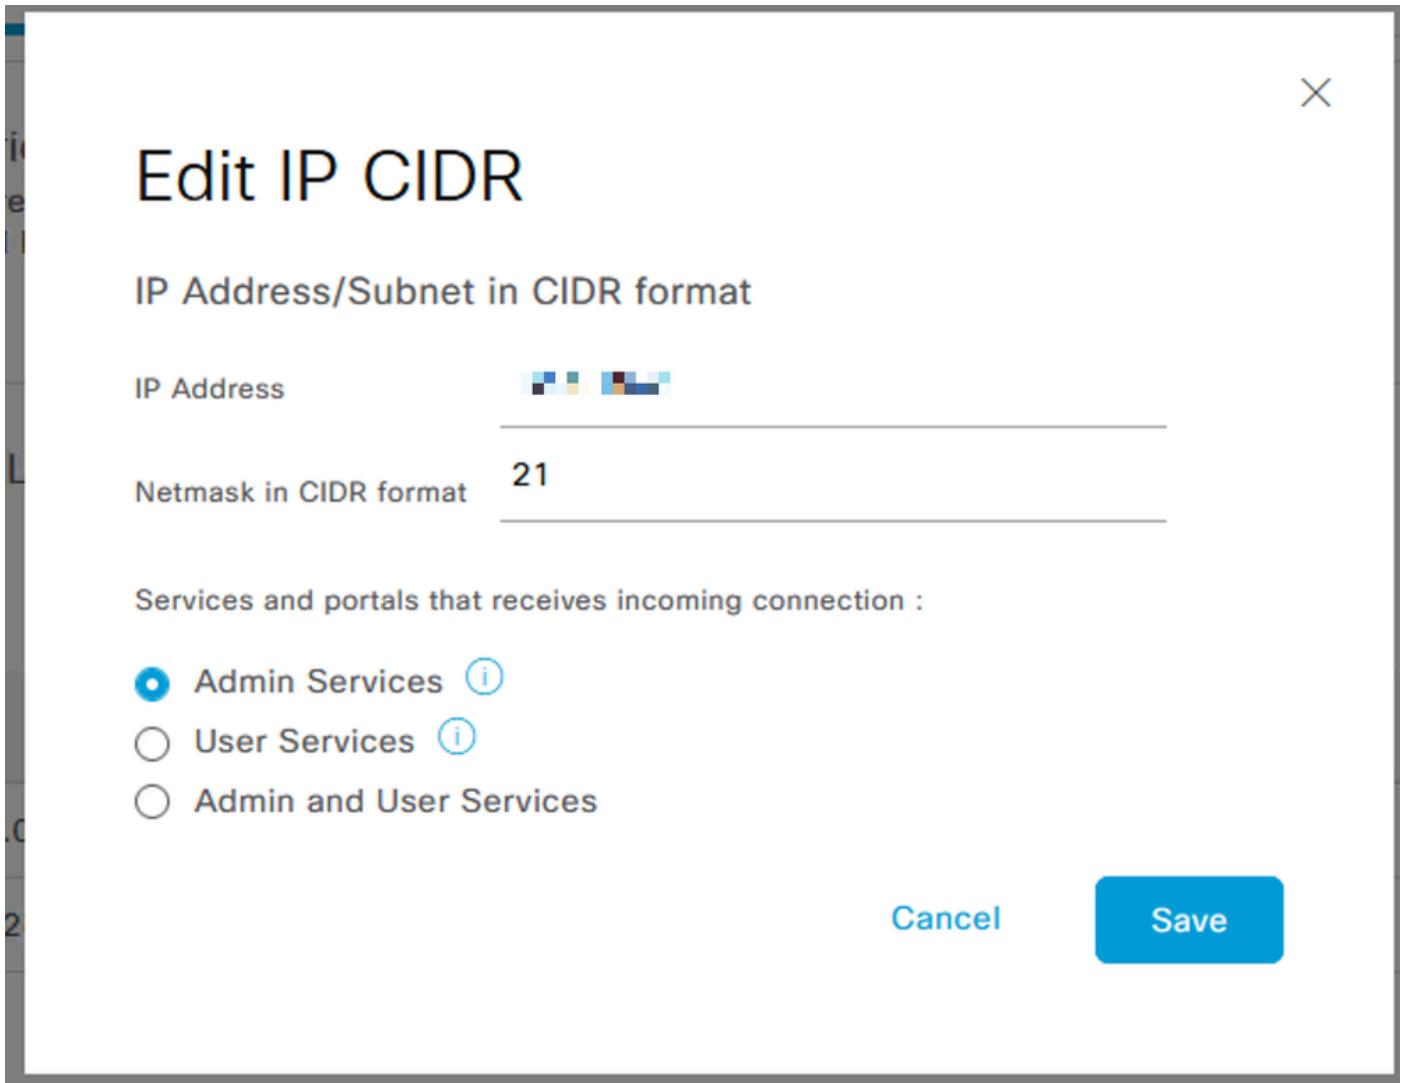 Edit IP CIDR
IP Address/Subnet in CIDR format
IP Address
Netmask in CIDR format 21
Services and portals that receives incoming connection :
Admin Services i
User Services i
Admin and User Services
Cancel Save